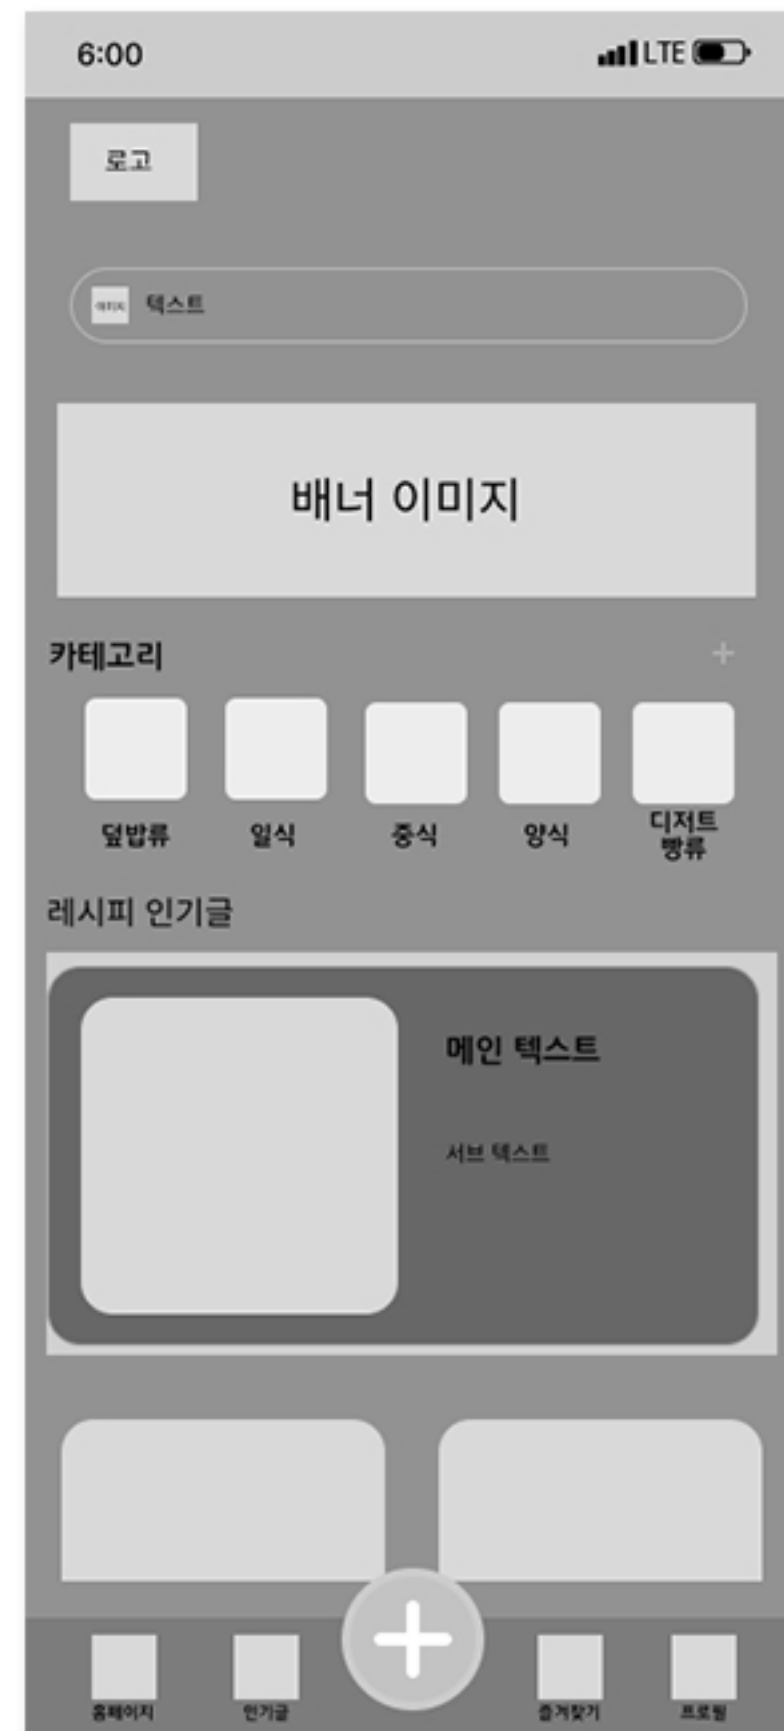 6:00
LTE
로고
이미지
텍스트
배너 이미지
카테고리
+
덮밥류
일식
중식
양식
디저트
빵류
레시피 인기글
메인 텍스트
서브 텍스트
홈페이지
인기글
즐겨찾기
프로필